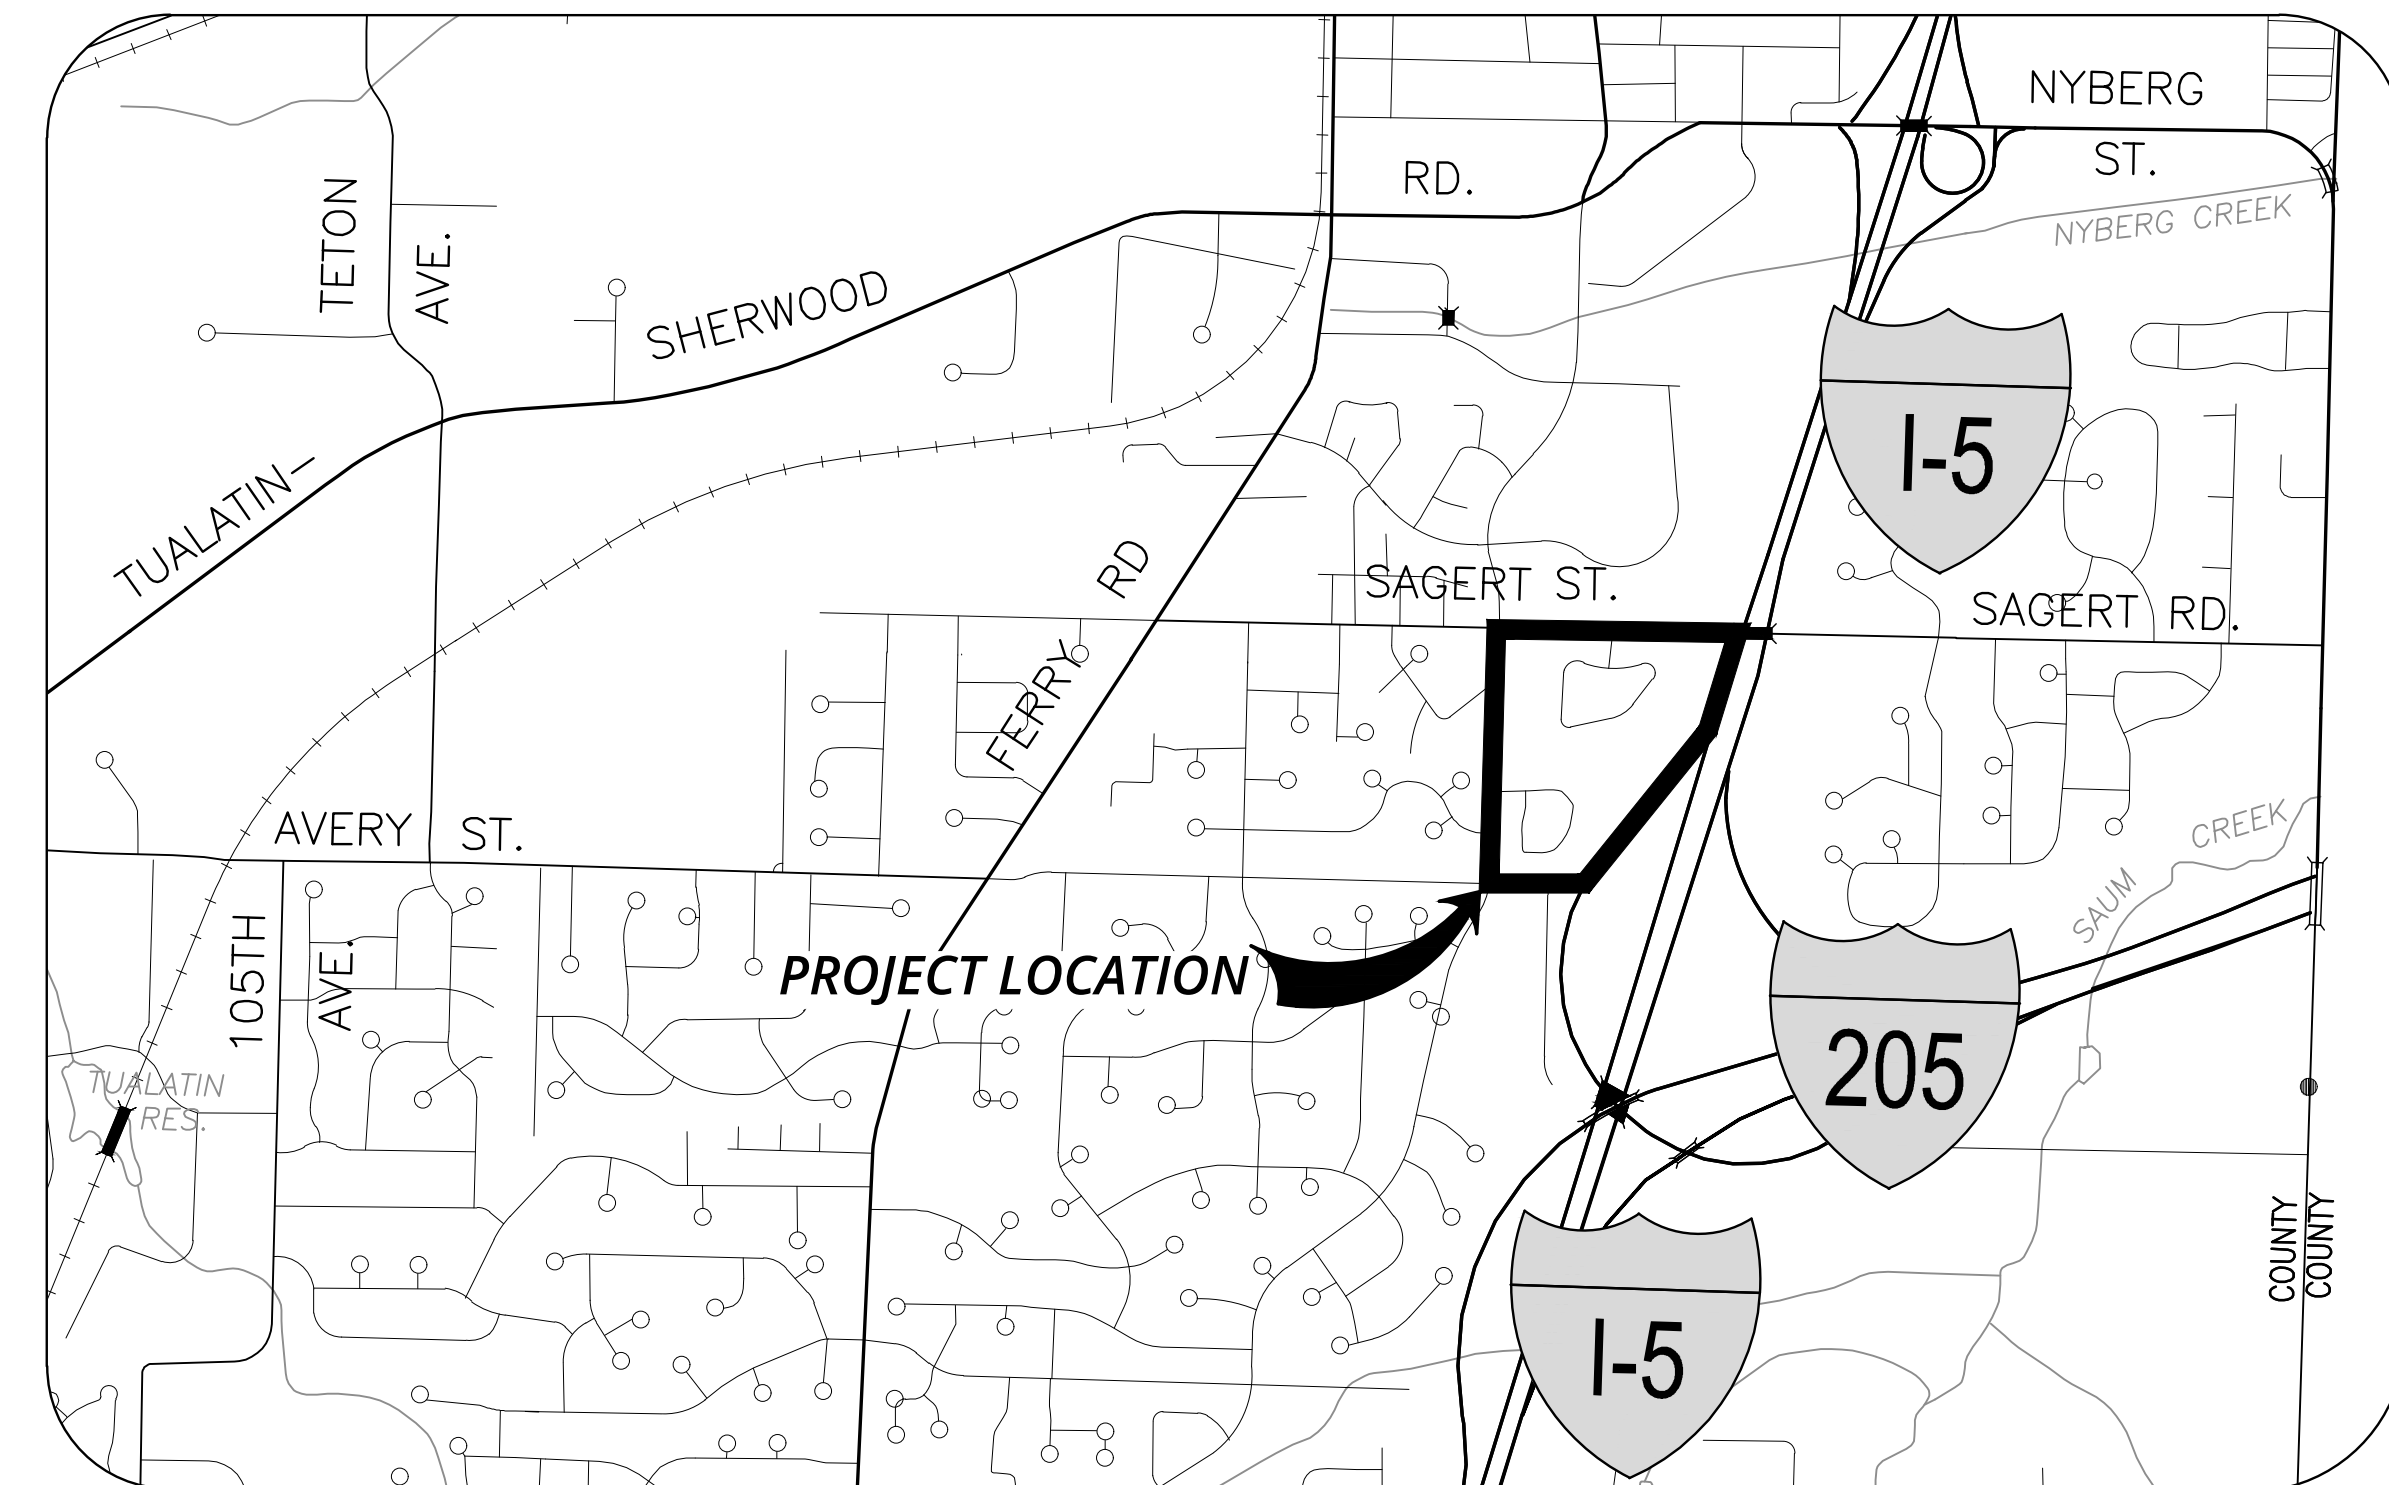 NYBERG
ST.
RD.
TETON
AVE.
NYBERG CREEK
SHERWOOD
I-5
TUALATIN-
RD
SAGERT ST.
SAGERT RD.
FERRY
AVERY ST.
CREEK
SAUM
105TH
AVE.
PROJECT LOCATION
205
TUALATIN
RES.
COUNTY
COUNTY
I-5